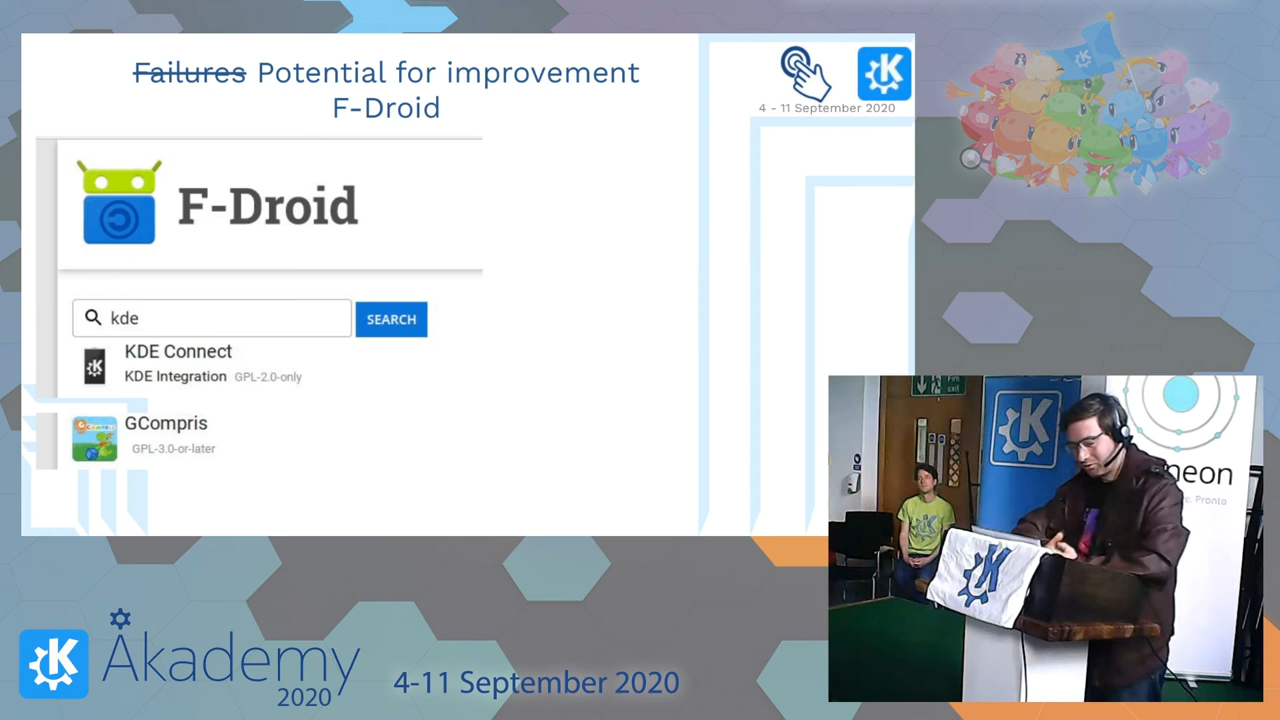 Failures Potential for improvement
F-Droid
4 - 11 September 2020
F-Droid
kde
SEARCH
KDE Connect
KDE Integration GPL-2.0-only
GCompris
GPL-3.0-or-later
neon
Pronto
Akademy
2020
4-11 September 2020